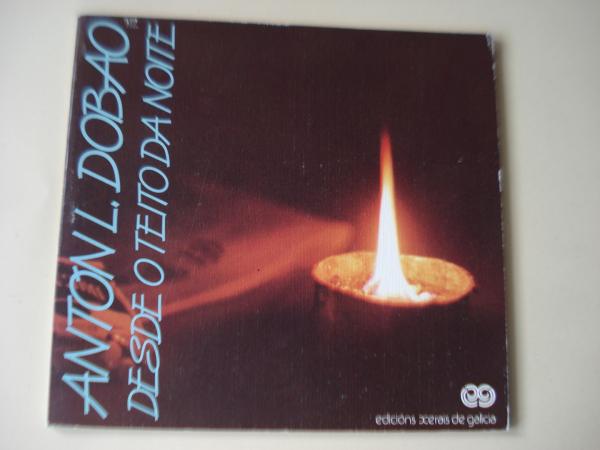 ANTON L. DOBAO
DESDE O TEITO DA NOITE
edicións xerais de galicia